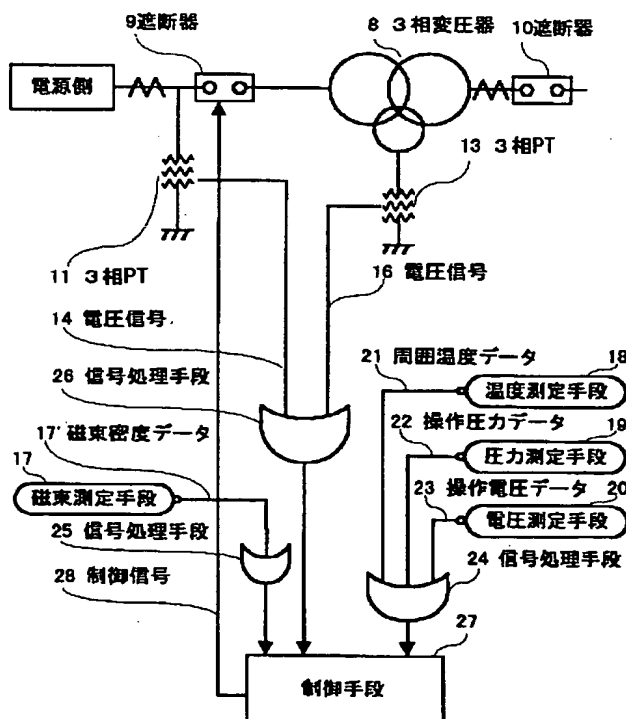 9遮断器
8 3相変圧器
10遮断器
電源側
13 3相PT
11 3相PT
16 電圧信号
14 電圧信号
21 周囲温度データ
18
26 信号処理手段
温度測定手段
22 操作圧力データ
19
17' 磁束密度データ
圧力測定手段
17
23 操作電圧データ
20
磁束測定手段
電圧測定手段
25 信号処理手段
24 信号処理手段
28 制御信号
27
制御手段